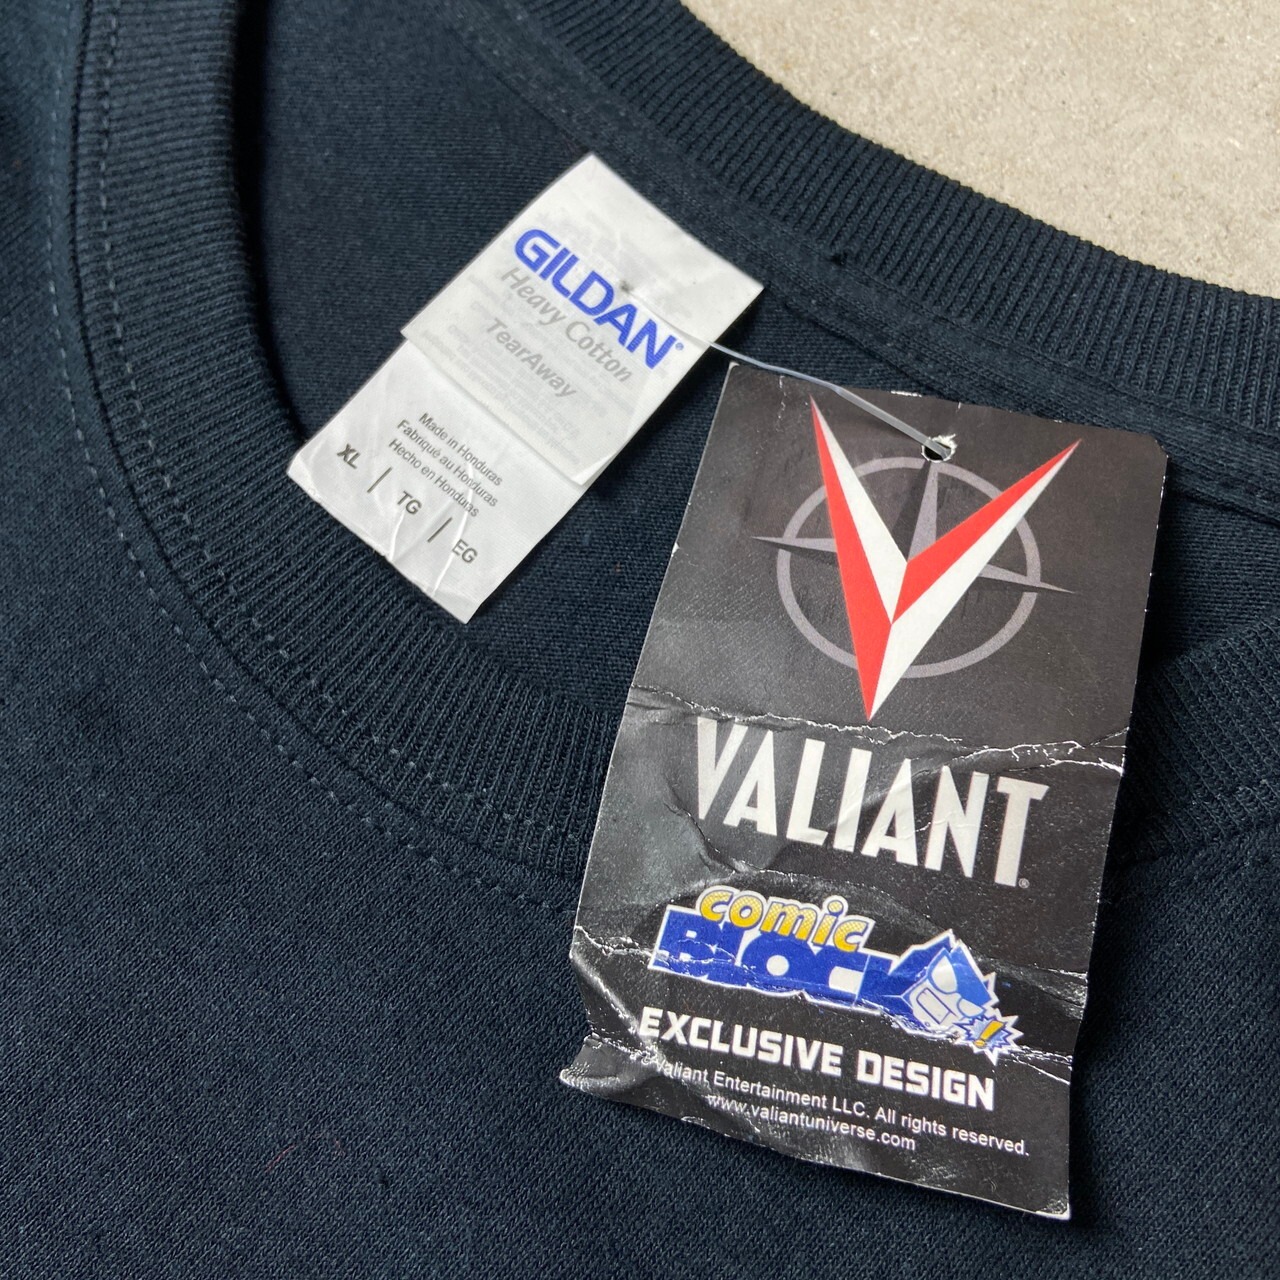 GILDAN®
Heavy Cotton
TearAway
Made in Honduras
Fabriqué au Honduras
Hecho en Honduras
XL / TG / EG
VALIANT®
comic
BLOCK
!
EXCLUSIVE DESIGN
Valiant Entertainment LLC. All rights reserved.
www.valiantuniverse.com